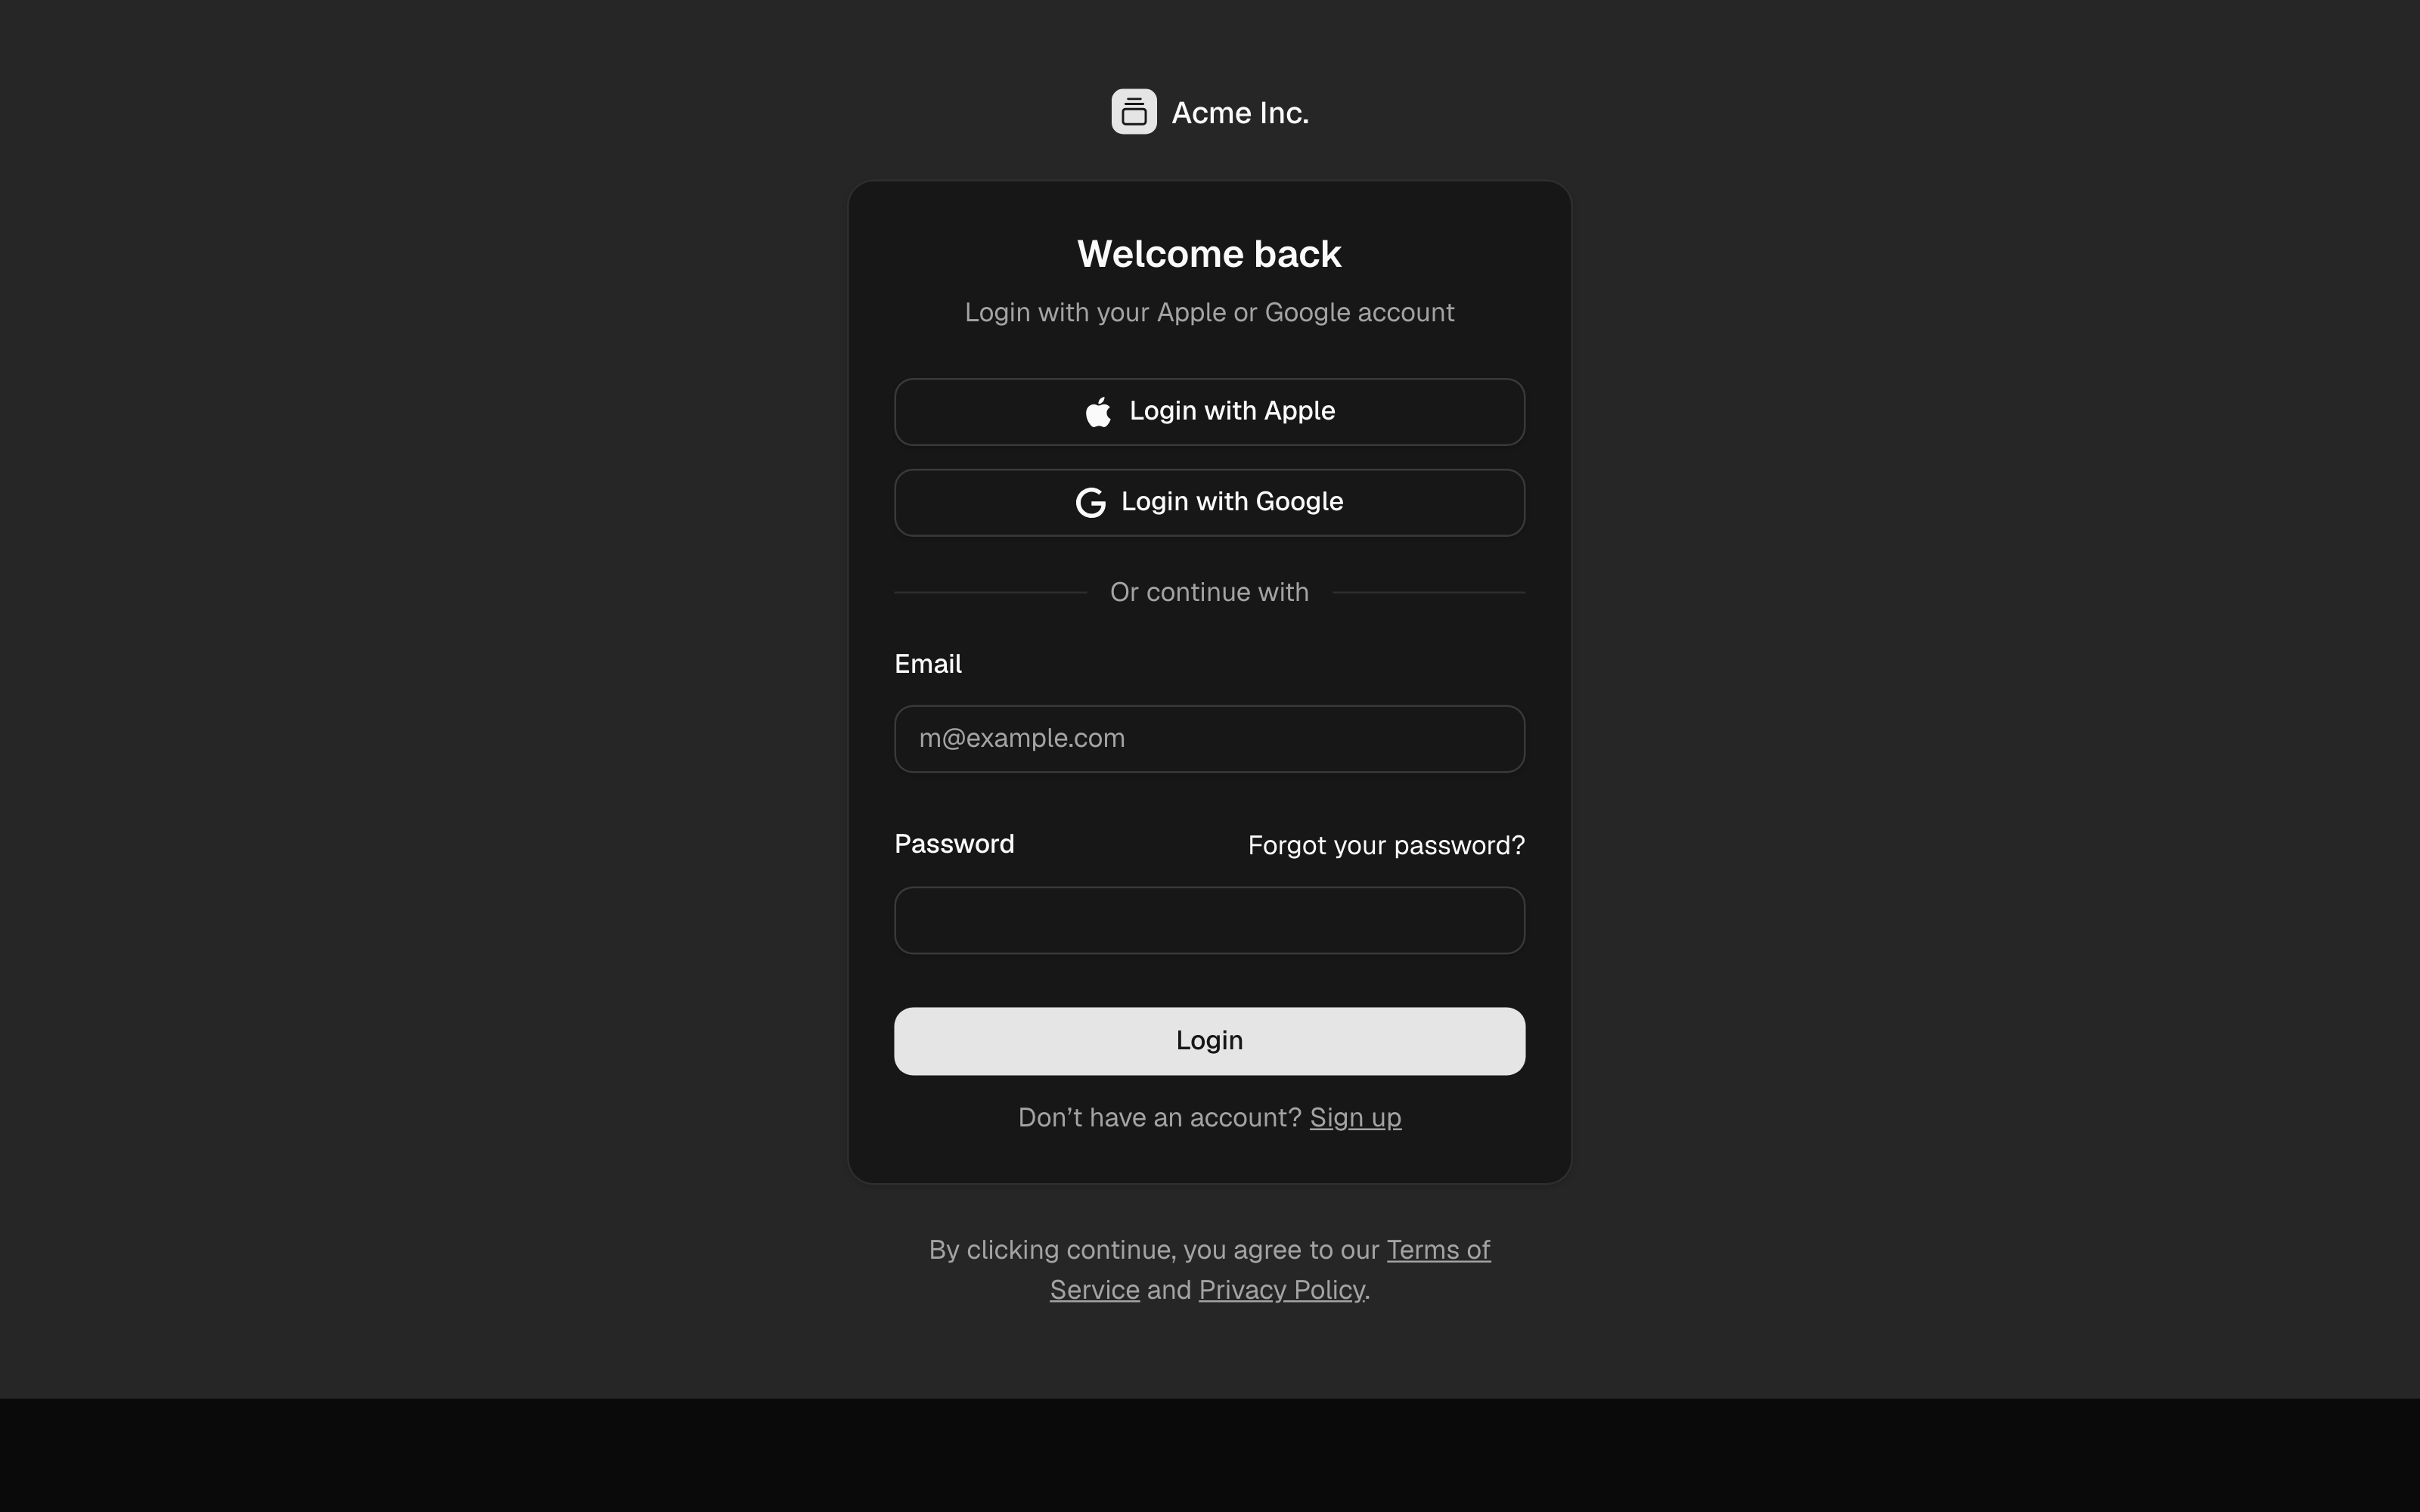 Acme Inc.
Welcome back
Login with your Apple or Google account
Login with Apple
Login with Google
Or continue with
Email
m@example.com
Password
Forgot your password?
Login
Don’t have an account? Sign up
By clicking continue, you agree to our Terms of
Service and Privacy Policy.